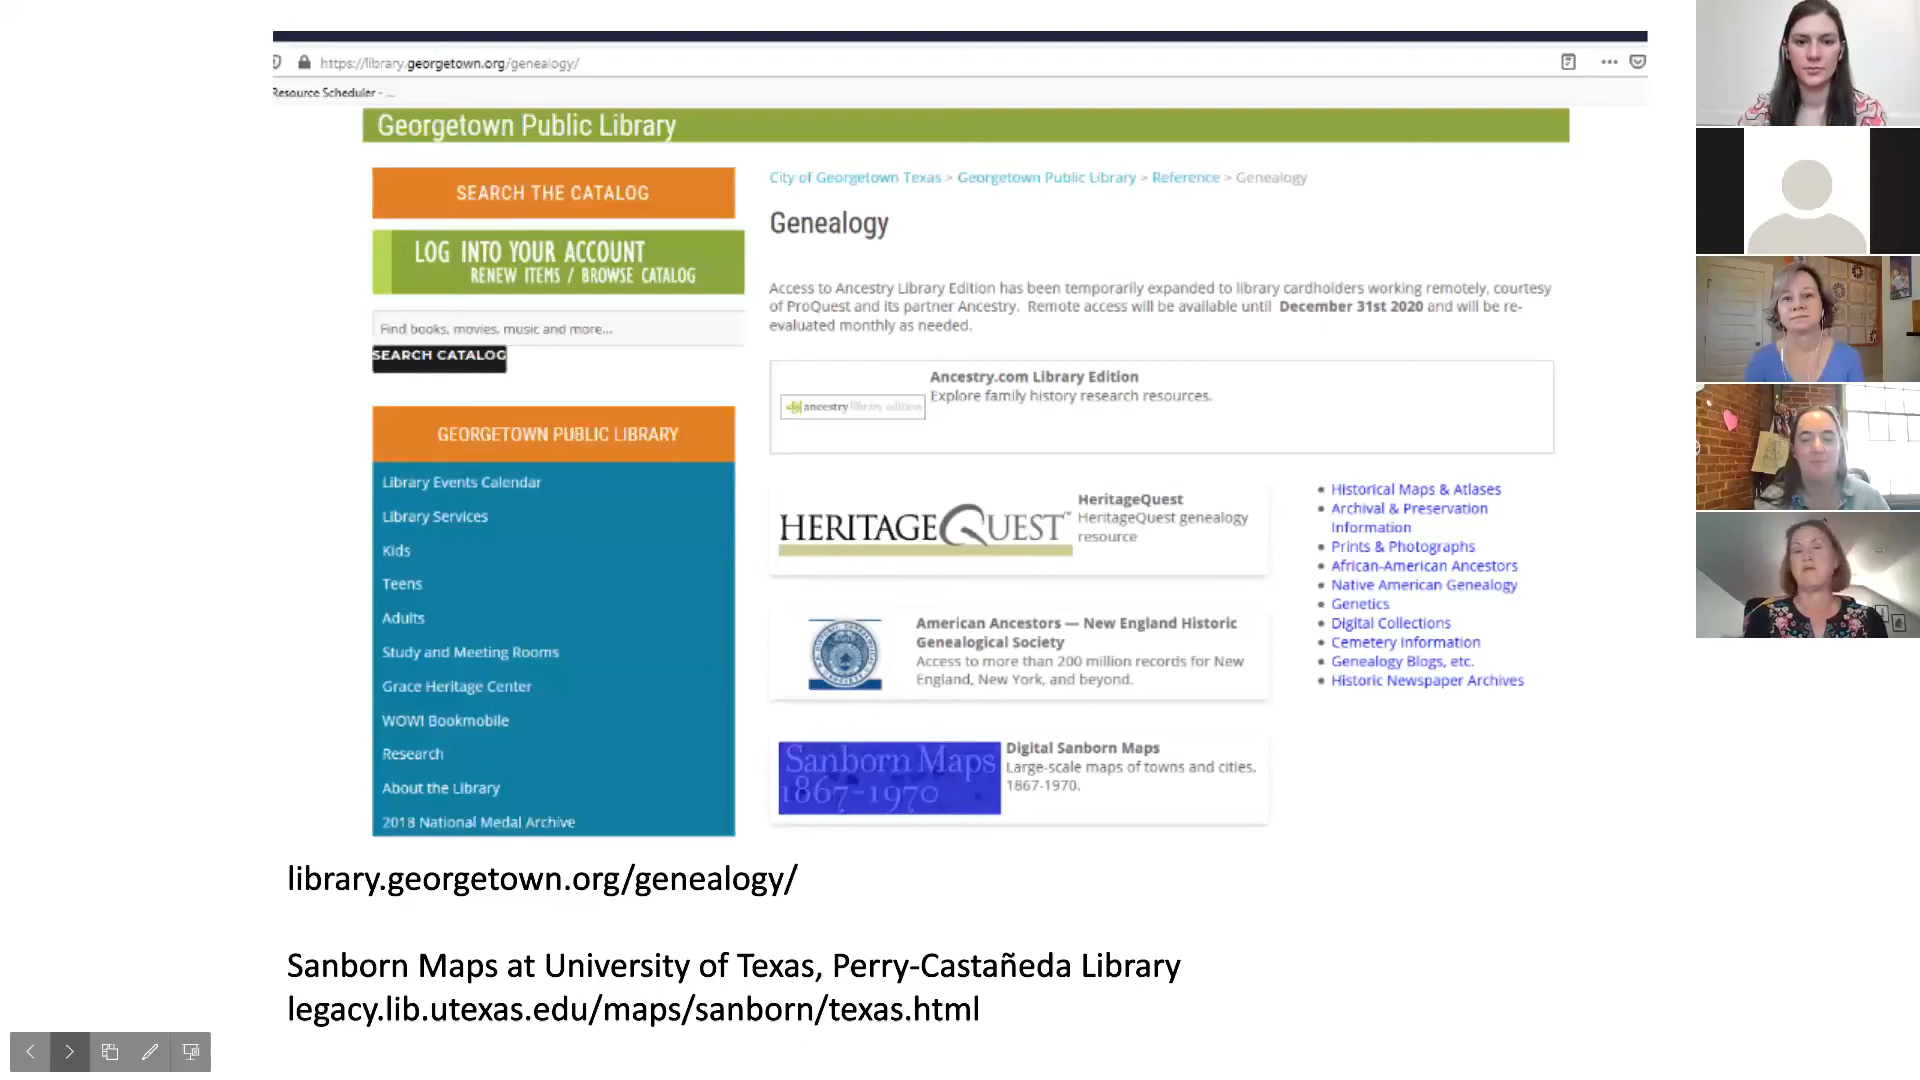 https://library.georgetown.org/genealogy/
Resource Scheduler - ...
Georgetown Public Library
SEARCH THE CATALOG
LOG INTO YOUR ACCOUNT
RENEW ITEMS / BROWSE CATALOG
Find books, movies, music and more...
SEARCH CATALOG
GEORGETOWN PUBLIC LIBRARY
Library Events Calendar
Library Services
Kids
Teens
Adults
Study and Meeting Rooms
Grace Heritage Center
WOW! Bookmobile
Research
About the Library
2018 National Medal Archive
City of Georgetown Texas > Georgetown Public Library > Reference > Genealogy
Genealogy
Access to Ancestry Library Edition has been temporarily expanded to library cardholders working remotely, courtesy
of ProQuest and its partner Ancestry. Remote access will be available until December 31st 2020 and will be re-
evaluated monthly as needed.
ancestry library edition
Ancestry.com Library Edition
Explore family history research resources.
HERITAGEQUEST™
HeritageQuest
HeritageQuest genealogy
resource
American Ancestors — New England Historic
Genealogical Society
Access to more than 200 million records for New
England, New York, and beyond.
Sanborn Maps
1867-1970
Digital Sanborn Maps
Large-scale maps of towns and cities.
1867-1970.
• Historical Maps & Atlases
• Archival & Preservation
Information
• Prints & Photographs
• African-American Ancestors
• Native American Genealogy
• Genetics
• Digital Collections
• Cemetery Information
• Genealogy Blogs, etc.
• Historic Newspaper Archives
library.georgetown.org/genealogy/
Sanborn Maps at University of Texas, Perry-Castañeda Library
legacy.lib.utexas.edu/maps/sanborn/texas.html